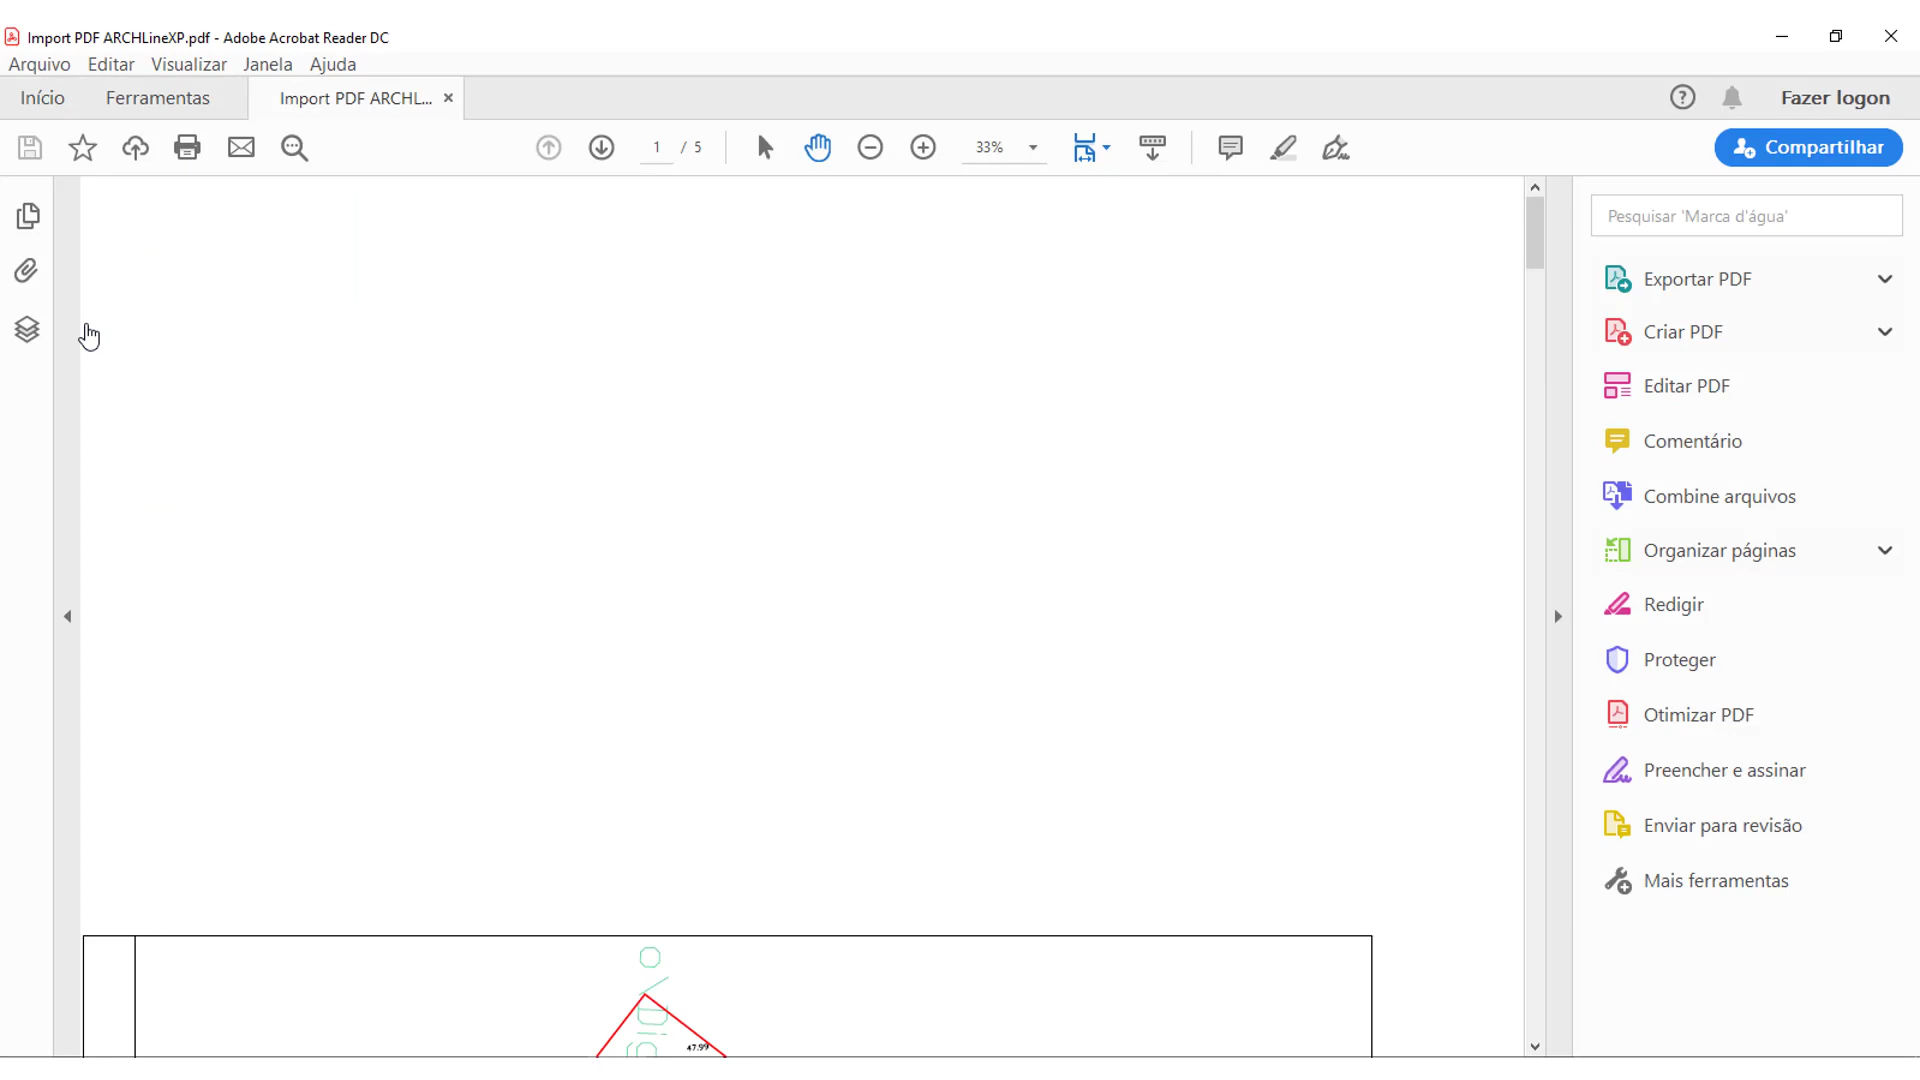 Import PDF ARCHLineXP.pdf - Adobe Acrobat Reader DC
Arquivo Editar Visualizar Janela Ajuda
Início Ferramentas Import PDF ARCHL... Fazer logon
1 / 5 33% Compartilhar
Pesquisar 'Marca d'água'
Exportar PDF
Criar PDF
Editar PDF
Comentário
Combine arquivos
Organizar páginas
Redigir
Proteger
Otimizar PDF
Preencher e assinar
Enviar para revisão
Mais ferramentas
47.99